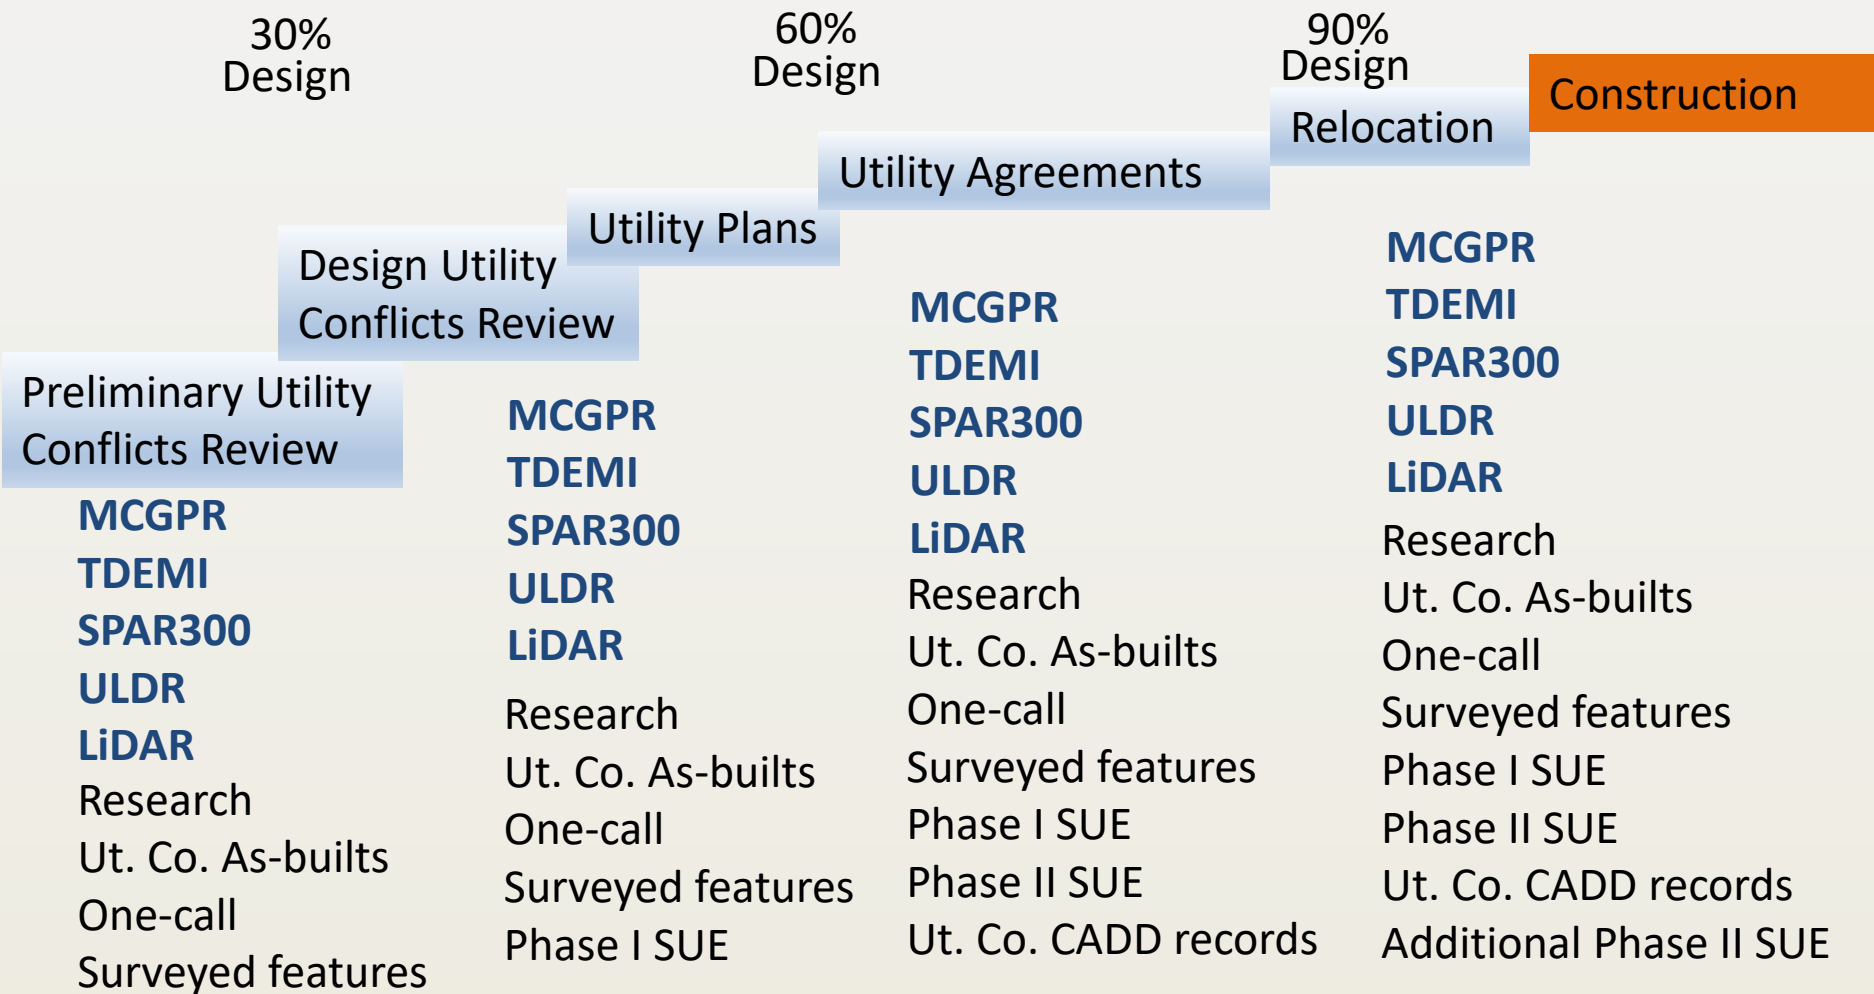 30%
Design
60%
Design
90%
Design
Construction
Relocation
Utility Agreements
Utility Plans
Design Utility
Conflicts Review
Preliminary Utility
Conflicts Review
MCGPR
TDEMI
SPAR300
ULDR
LiDAR
Research
Ut. Co. As-builts
One-call
Surveyed features
MCGPR
TDEMI
SPAR300
ULDR
LiDAR
Research
Ut. Co. As-builts
One-call
Surveyed features
Phase I SUE
MCGPR
TDEMI
SPAR300
ULDR
LiDAR
Research
Ut. Co. As-builts
One-call
Surveyed features
Phase I SUE
Phase II SUE
Ut. Co. CADD records
MCGPR
TDEMI
SPAR300
ULDR
LiDAR
Research
Ut. Co. As-builts
One-call
Surveyed features
Phase I SUE
Phase II SUE
Ut. Co. CADD records
Additional Phase II SUE